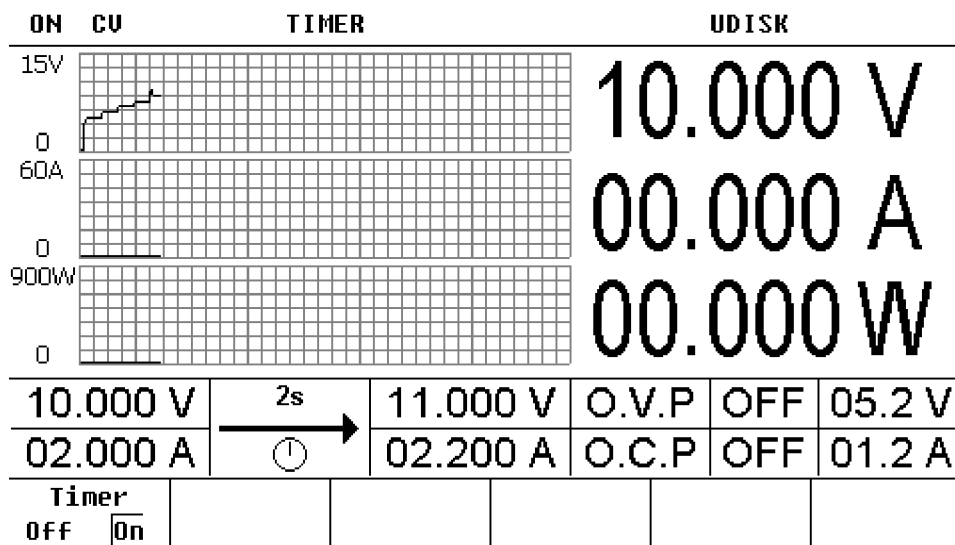 ON CV TIMER UDISK
15V
0
10.000 V
60A
0
00.000 A
900W
0
00.000 W
10.000 V 2s 11.000 V O.V.P OFF 05.2 V
02.000 A 02.200 A O.C.P OFF 01.2 A
Timer
Off On